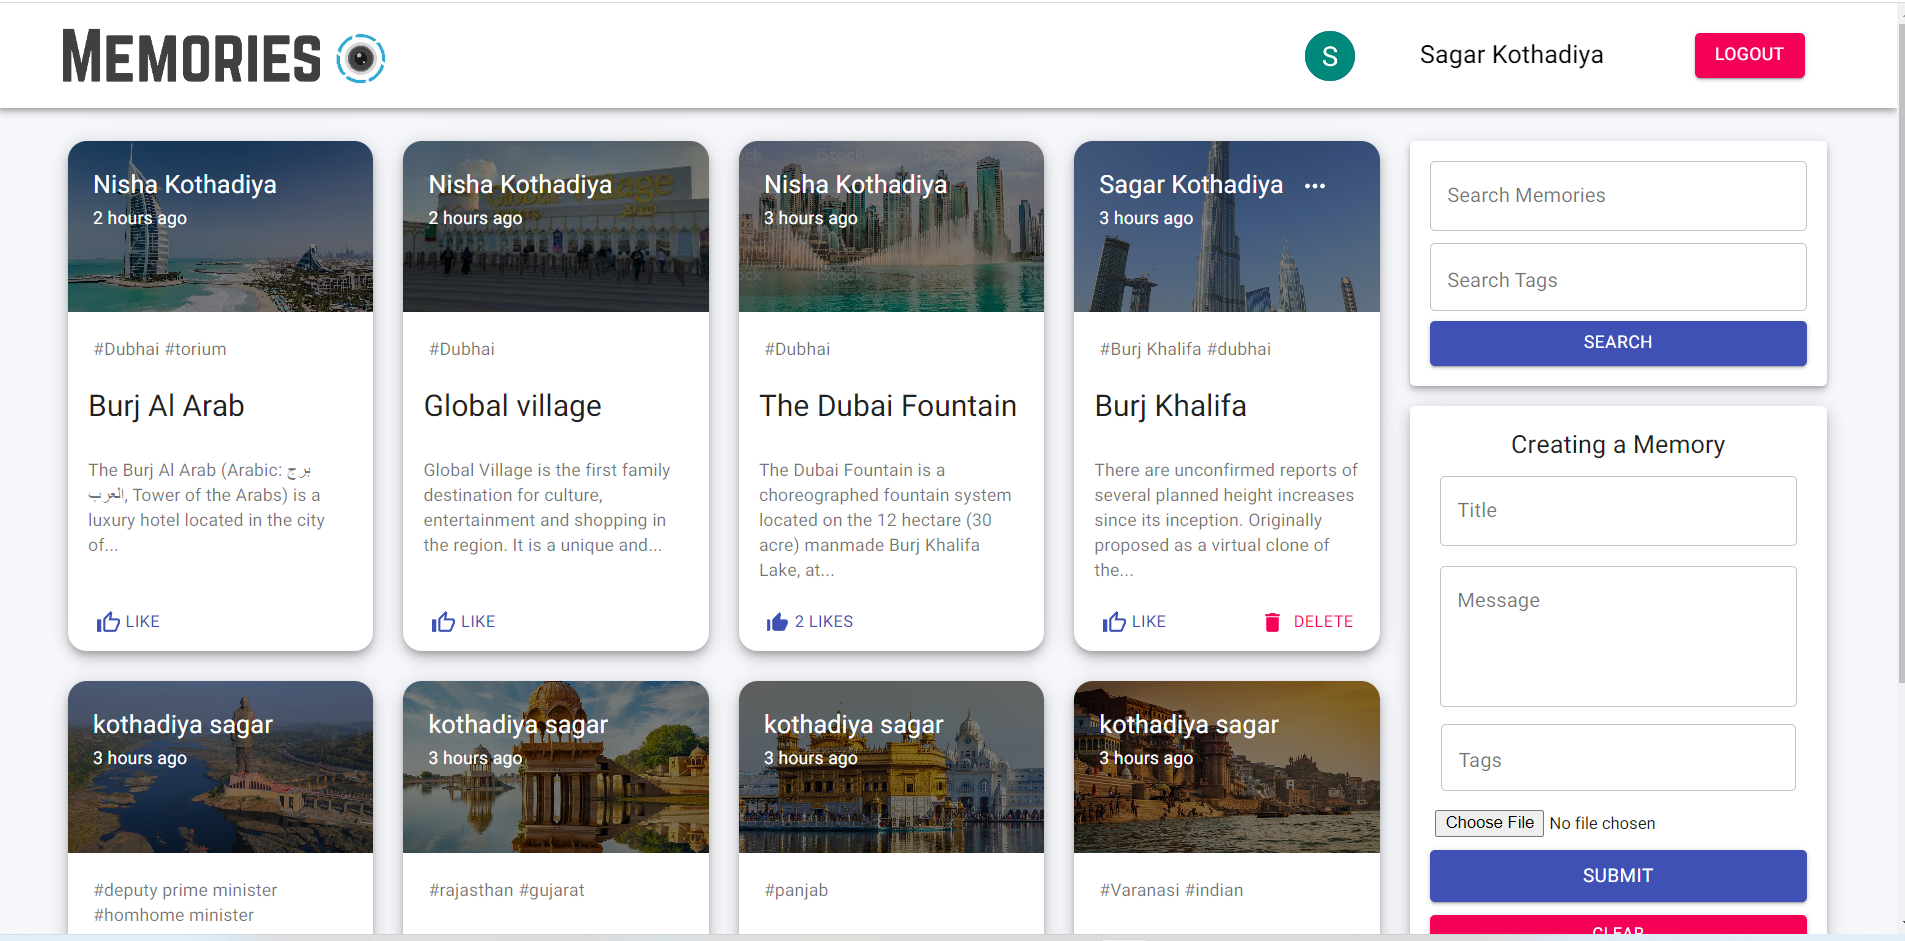 MEMORIES
S
Sagar Kothadiya
LOGOUT
Nisha Kothadiya
2 hours ago
#Dubhai #torium
Burj Al Arab
The Burj Al Arab (Arabic: برج
العرب, Tower of the Arabs) is a
luxury hotel located in the city
of...
LIKE
Nisha Kothadiya
2 hours ago
#Dubhai
Global village
Global Village is the first family
destination for culture,
entertainment and shopping in
the region. It is a unique and...
LIKE
iStock
Nisha Kothadiya
3 hours ago
iStock
#Dubhai
The Dubai Fountain
The Dubai Fountain is a
choreographed fountain system
located on the 12 hectare (30
acre) manmade Burj Khalifa
Lake, at...
2 LIKES
Sagar Kothadiya ...
3 hours ago
#Burj Khalifa #dubhai
Burj Khalifa
There are unconfirmed reports of
several planned height increases
since its inception. Originally
proposed as a virtual clone of
the...
LIKE
DELETE
kothadiya sagar
3 hours ago
#deputy prime minister
#homhome minister
kothadiya sagar
3 hours ago
#rajasthan #gujarat
kothadiya sagar
3 hours ago
#panjab
kothadiya sagar
3 hours ago
#Varanasi #indian
Search Memories
Search Tags
SEARCH
Creating a Memory
Title
Message
Tags
Choose File No file chosen
SUBMIT
CLEAR